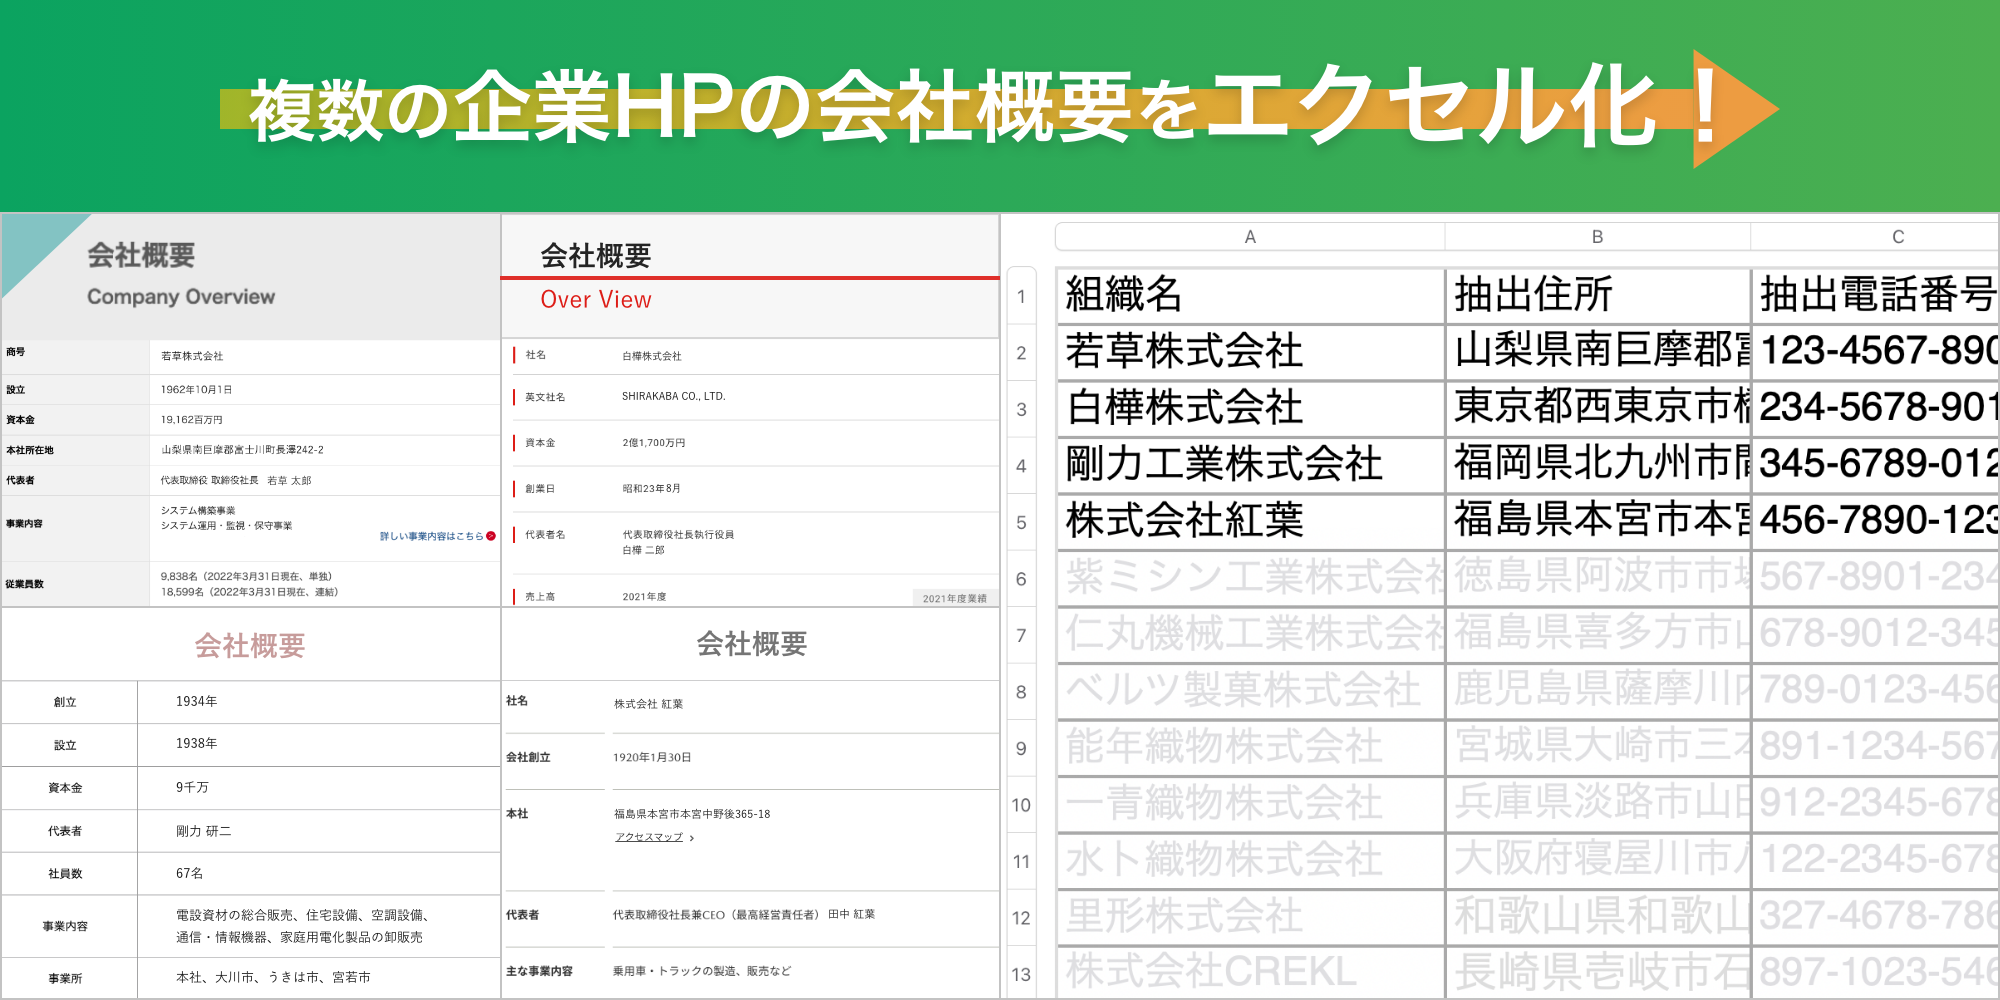 複数の企業HPの会社概要をエクセル化！
会社概要
Company Overview
商号 若草株式会社
設立 1962年10月1日
資本金 19,162百万円
本社所在地 山梨県南巨摩郡富士川町長澤242-2
代表者 代表取締役 取締役社長 若草 太郎
事業内容 システム構築事業
システム運用・監視・保守事業
詳しい事業内容はこちら
従業員数 9,838名（2022年3月31日現在、単独）
18,599名（2022年3月31日現在、連結）
会社概要
Over View
社名 白樺株式会社
英文社名 SHIRAKABA CO., LTD.
資本金 2億1,700万円
創業日 昭和23年8月
代表者名 代表取締役社長執行役員
白樺 二郎
売上高 2021年度
2021年度業績
会社概要
創立 1934年
設立 1938年
資本金 9千万
代表者 剛力 研二
社員数 67名
事業内容 電設資材の総合販売、住宅設備、空調設備、
通信・情報機器、家庭用電化製品の卸販売
事業所 本社、大川市、うきは市、宮若市
会社概要
社名 株式会社 紅葉
会社創立 1920年1月30日
本社 福島県本宮市本宮中野後365-18
アクセスマップ ›
代表者 代表取締役社長兼CEO（最高経営責任者） 田中 紅葉
主な事業内容 乗用車・トラックの製造、販売など
A B C
1 組織名 抽出住所 抽出電話番号
2 若草株式会社 山梨県南巨摩郡富 123-4567-890
3 白樺株式会社 東京都西東京市 234-5678-901
4 剛力工業株式会社 福岡県北九州市 345-6789-012
5 株式会社紅葉 福島県本宮市本宮 456-7890-123
6 紫ミシン工業株式会社 徳島県阿波市市場 567-8901-234
7 仁丸機械工業株式会社 福島県喜多方市山 678-9012-345
8 ベルツ製菓株式会社 鹿児島県薩摩川内 789-0123-456
9 能年織物株式会社 宮城県大崎市三本 891-1234-567
10 一青織物株式会社 兵庫県淡路市山田 912-2345-678
11 水ト織物株式会社 大阪府寝屋川市八 122-2345-678
12 里形株式会社 和歌山県和歌山 327-4678-786
13 株式会社CREKL 長崎県壱岐市石 897-1023-546